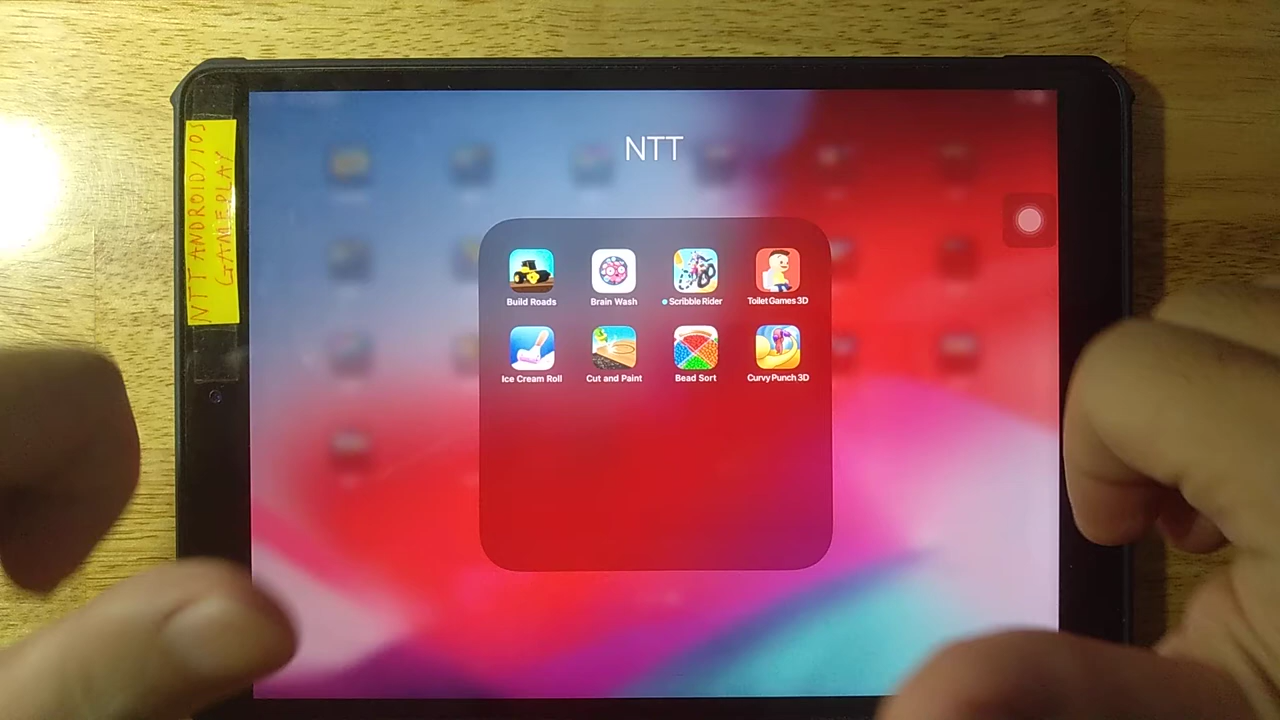 NTT ANDROID/IOS
GAMEPLAY
NTT
Build Roads
Brain Wash
Scribble Rider
Toilet Games 3D
Ice Cream Roll
Cut and Paint
Bead Sort
Curvy Punch 3D